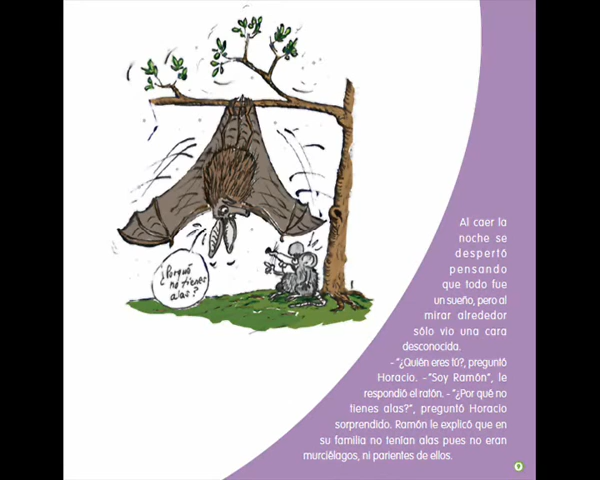 ¿Porqué
no tienes
alas?
Al caer la
noche se
despertó
pensando
que todo fue
un sueño, pero al
mirar alrededor
sólo vio una cara
desconocida.
- "¿Quién eres tú?, preguntó
Horacio. -"Soy Ramón", le
respondió el ratón. - "¿Por qué no
tienes alas?", preguntó Horacio
sorprendido. Ramón le explicó que en
su familia no tenían alas pues no eran
murciélagos, ni parientes de ellos.
9